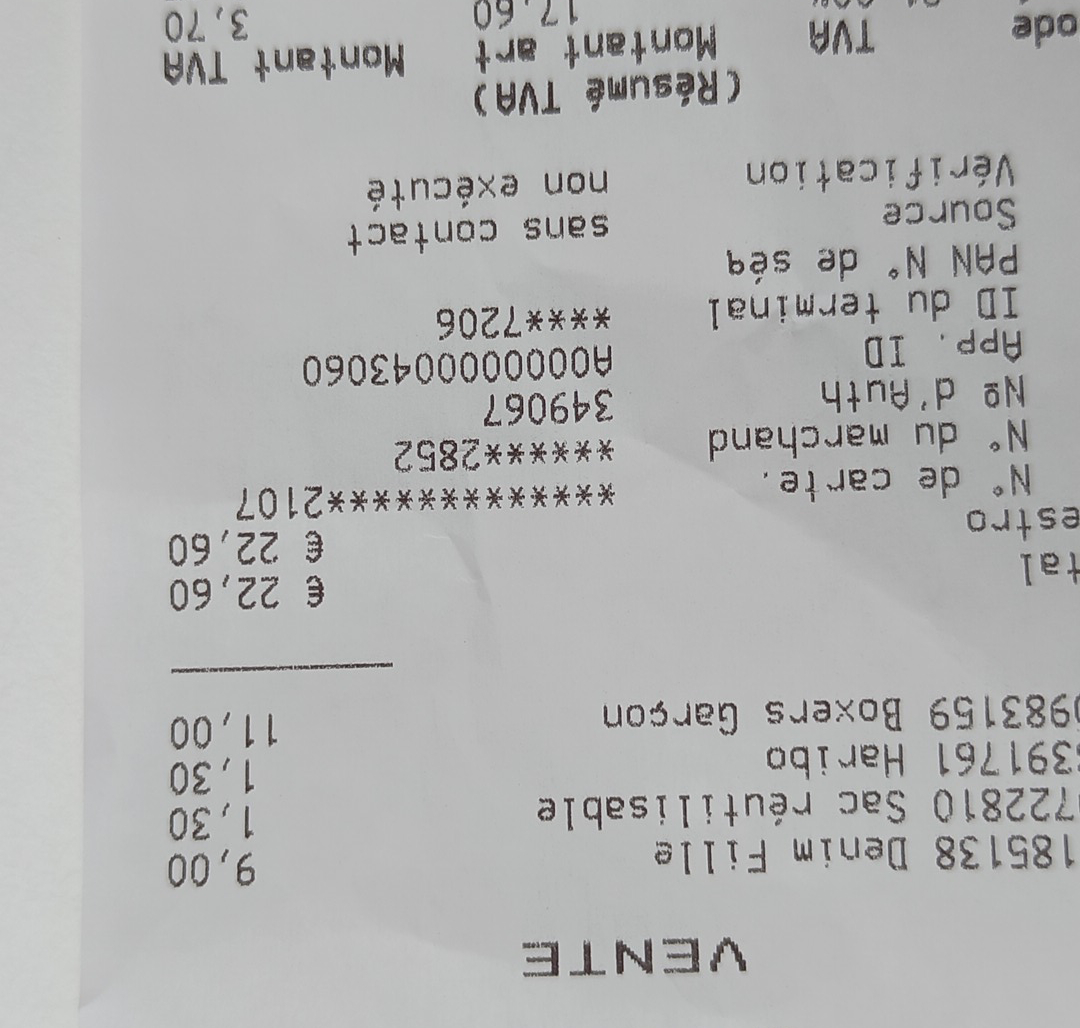 VENTE
185138 Denim Fille 9,00
722810 Sac réutilisable 1,30
391761 Haribo 1,30
983159 Boxers Garçon 11,00
tal € 22,60
estro € 22,60
N° de carte. **************2107
N° du marchand *******2852
№ d'Auth 349067
App. ID A0000000043060
ID du terminal ****7206
PAN N° de séq
Source sans contact
Vérification non exécuté
(Résumé TVA)
ode TVA Montant art Montant TVA
17,60 3,70